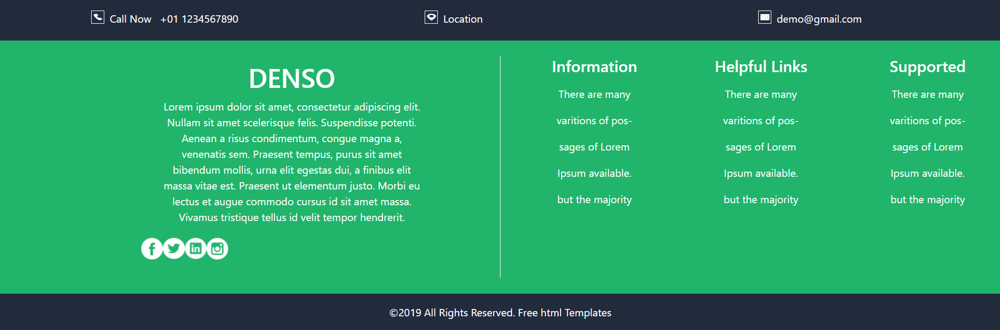 Call Now +01 1234567890
Location
demo@gmail.com
DENSO
Lorem ipsum dolor sit amet, consectetur adipiscing elit.
Nullam sit amet scelerisque felis. Suspendisse potenti.
Aenean a risus condimentum, congue magna a,
venenatis sem. Praesent tempus, purus sit amet
bibendum mollis, urna elit egestas dui, a finibus elit
massa vitae est. Praesent ut elementum justo. Morbi eu
lectus et augue commodo cursus id sit amet massa.
Vivamus tristique tellus id velit tempor hendrerit.
Information
There are many
varitions of pos-
sages of Lorem
Ipsum available.
but the majority
Helpful Links
There are many
varitions of pos-
sages of Lorem
Ipsum available.
but the majority
Supported
There are many
varitions of pos-
sages of Lorem
Ipsum available.
but the majority
©2019 All Rights Reserved. Free html Templates